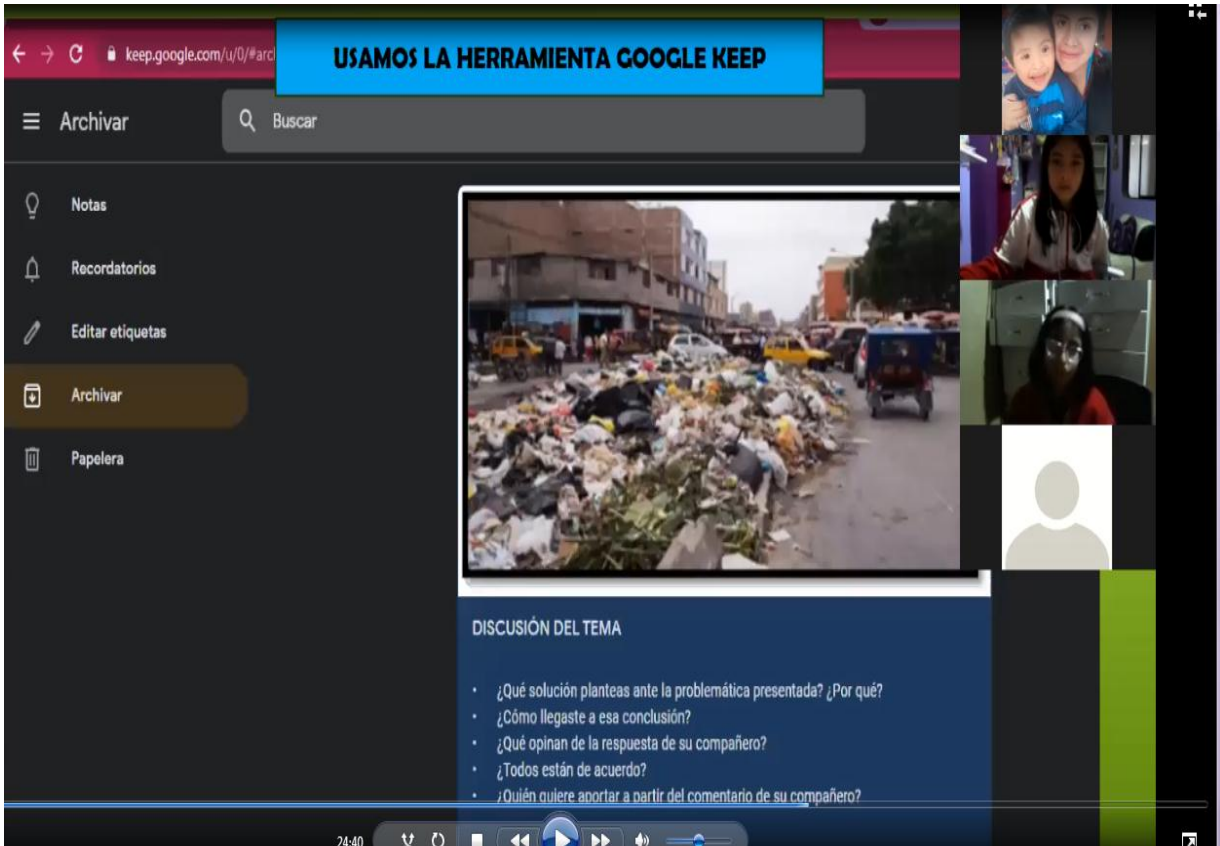 USAMOS LA HERRAMIENTA GOOGLE KEEP
keep.google.com/u/0/#arc
Archivar
Buscar
Notas
Recordatorios
Editar etiquetas
Archivar
Papelera
DISCUSIÓN DEL TEMA
• ¿Qué solución planteas ante la problemática presentada? ¿Por qué?
• ¿Cómo llegaste a esa conclusión?
• ¿Qué opinan de la respuesta de su compañero?
• ¿Todos están de acuerdo?
• ¿Quién quiere aportar a partir del comentario de su compañero?
24:40